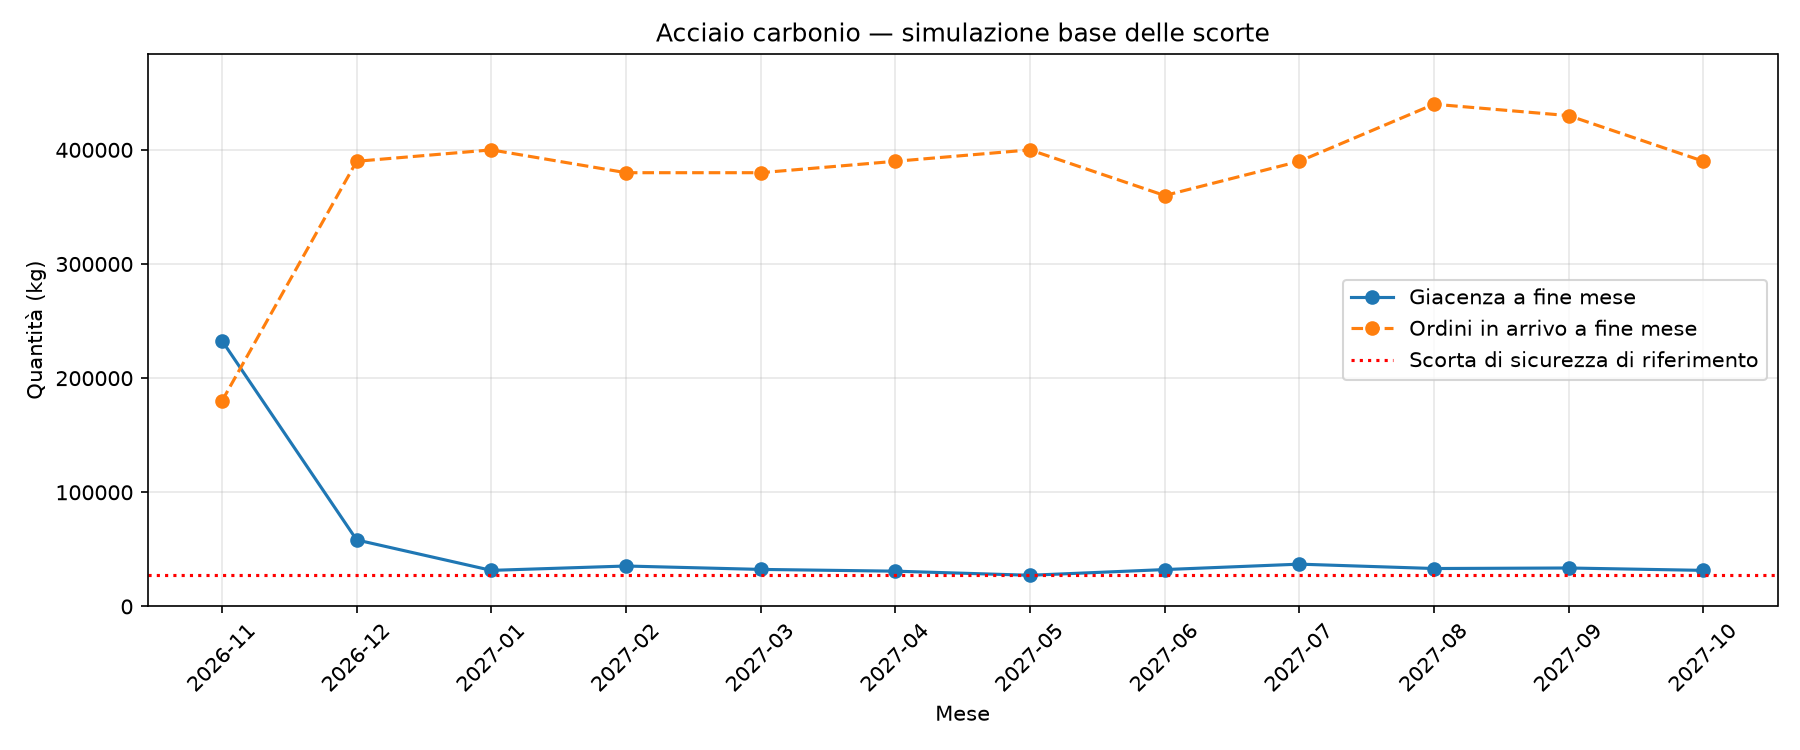 Acciaio carbonio — simulazione base delle scorte
Quantità (kg)
400000
300000
200000
100000
0
Giacenza a fine mese
Ordini in arrivo a fine mese
Scorta di sicurezza di riferimento
2026-11
2026-12
2027-01
2027-02
2027-03
2027-04
2027-05
2027-06
2027-07
2027-08
2027-09
2027-10
Mese